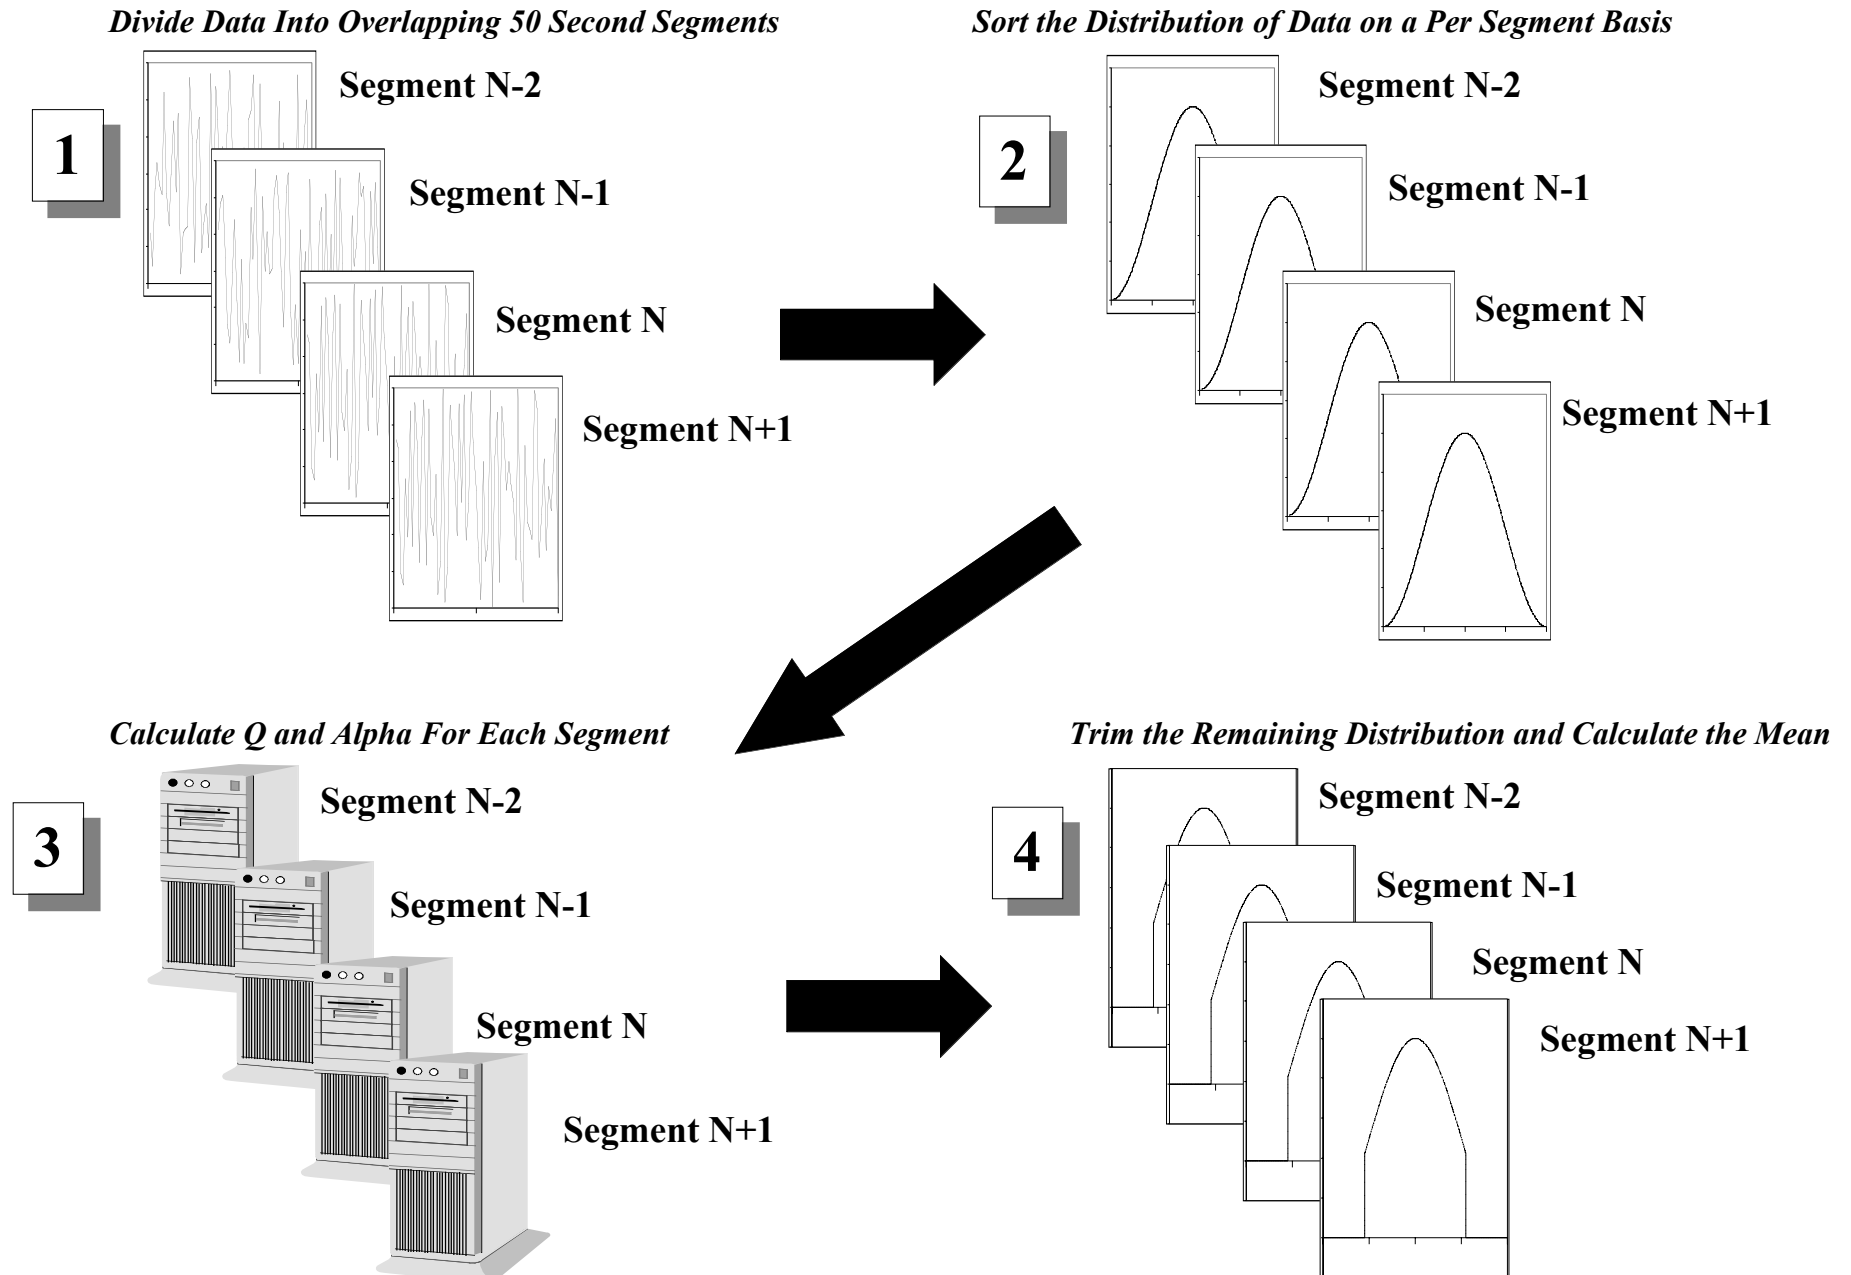 Divide Data Into Overlapping 50 Second Segments
1
Segment N-2
Segment N-1
Segment N
Segment N+1
Sort the Distribution of Data on a Per Segment Basis
2
Segment N-2
Segment N-1
Segment N
Segment N+1
Calculate Q and Alpha For Each Segment
3
Segment N-2
Segment N-1
Segment N
Segment N+1
Trim the Remaining Distribution and Calculate the Mean
4
Segment N-2
Segment N-1
Segment N
Segment N+1